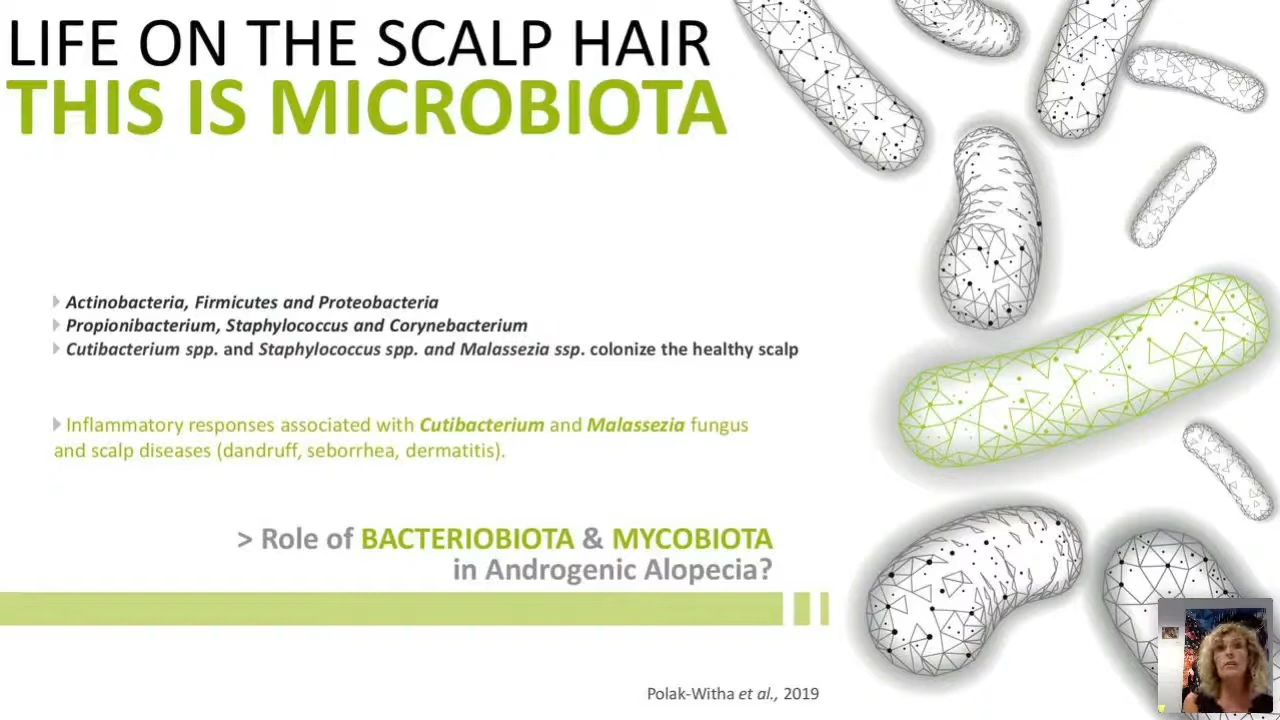 LIFE ON THE SCALP HAIR
THIS IS MICROBIOTA
Actinobacteria, Firmicutes and Proteobacteria
Propionibacterium, Staphylococcus and Corynebacterium
Cutibacterium spp. and Staphylococcus spp. and Malassezia ssp. colonize the healthy scalp
Inflammatory responses associated with Cutibacterium and Malassezia fungus
and scalp diseases (dandruff, seborrhea, dermatitis).
> Role of BACTERIOBIOTA & MYCOBIOTA
in Androgenic Alopecia?
Polak-Witha et al., 2019